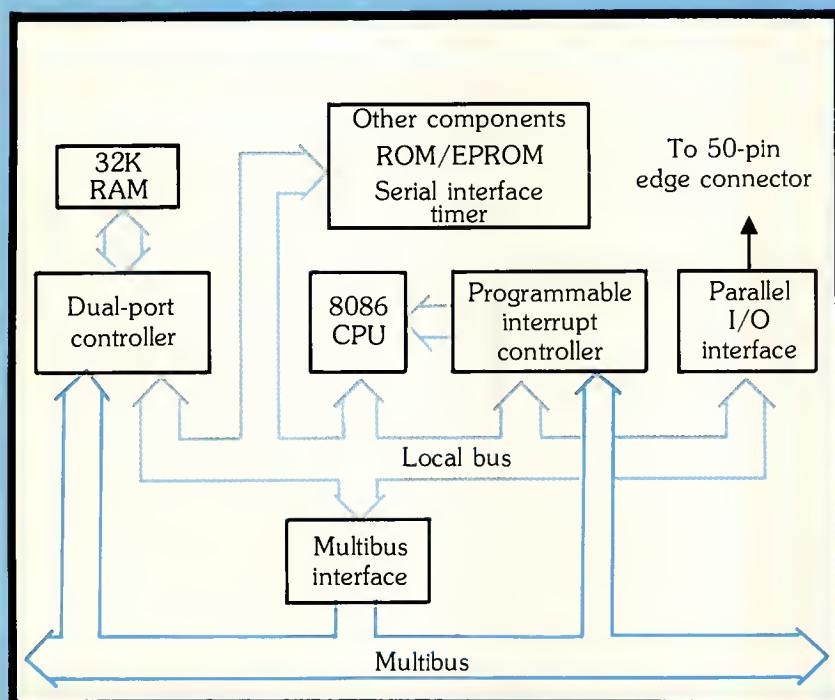 Other components
ROM/EPROM
Serial interface
timer
32K
RAM
To 50-pin
edge connector
Dual-port
controller
8086
CPU
Programmable
interrupt
controller
Parallel
I/O
interface
Local bus
Multibus
interface
Multibus